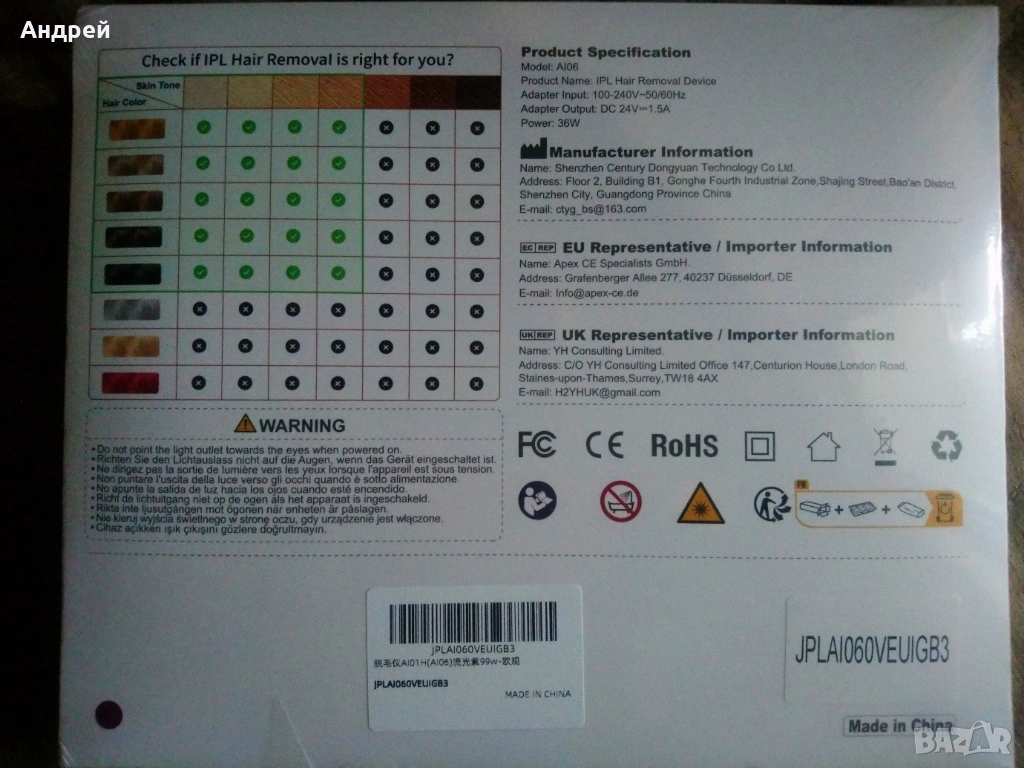 Андрей
Check if IPL Hair Removal is right for you?
Skin Tone
Hair Color
WARNING
•Do not point the light outlet towards the eyes when powered on.
•Richten Sie den Lichtauslass nicht auf die Augen, wenn das Gerät eingeschaltet ist.
•Ne dirigez pas la sortie de lumière vers les yeux lorsque l'appareil est sous tension.
•Non puntare l'uscita della luce verso gli occhi quando è sotto alimentazione.
•No apunte la salida de luz hacia los ojos cuando esté encendido.
•Richt de lichtuitgang niet op de ogen als het apparaat is ingeschakeld.
•Rikta inte ljusutgången mot ögonen när enheten är påslagen.
•Nie kieruj wyjścia świetlnego w stronę oczu, gdy urządzenie jest włączone.
•Cihaz açıkken ışık çıkışını gözlere doğrultmayın.
Product Specification
Model: AI06
Product Name: IPL Hair Removal Device
Adapter Input: 100-240V~50/60Hz
Adapter Output: DC 24V⎓1.5A
Power: 36W
Manufacturer Information
Name: Shenzhen Century Dongyuan Technology Co Ltd.
Address: Floor 2, Building B1, Gonghe Fourth Industrial Zone,Shajing Street,Bao'an District,
Shenzhen City, Guangdong Province China
E-mail: ctyg_bs@163.com
EC REP EU Representative / Importer Information
Name: Apex CE Specialists GmbH.
Address: Grafenberger Allee 277, 40237 Düsseldorf, DE
E-mail: Info@apex-ce.de
UK REP UK Representative / Importer Information
Name: YH Consulting Limited.
Address: C/O YH Consulting Limited Office 147,Centurion House,London Road,
Staines-upon-Thames,Surrey,TW18 4AX
E-mail: H2YHUK@gmail.com
FC CE RoHS
FR
JPLAI060VEUIGB3
脱毛仪AI01H(AI06)流光紫99w-欧规
JPLAI060VEUIGB3
MADE IN CHINA
JPLAI060VEUIGB3
Made in China
BAZAR